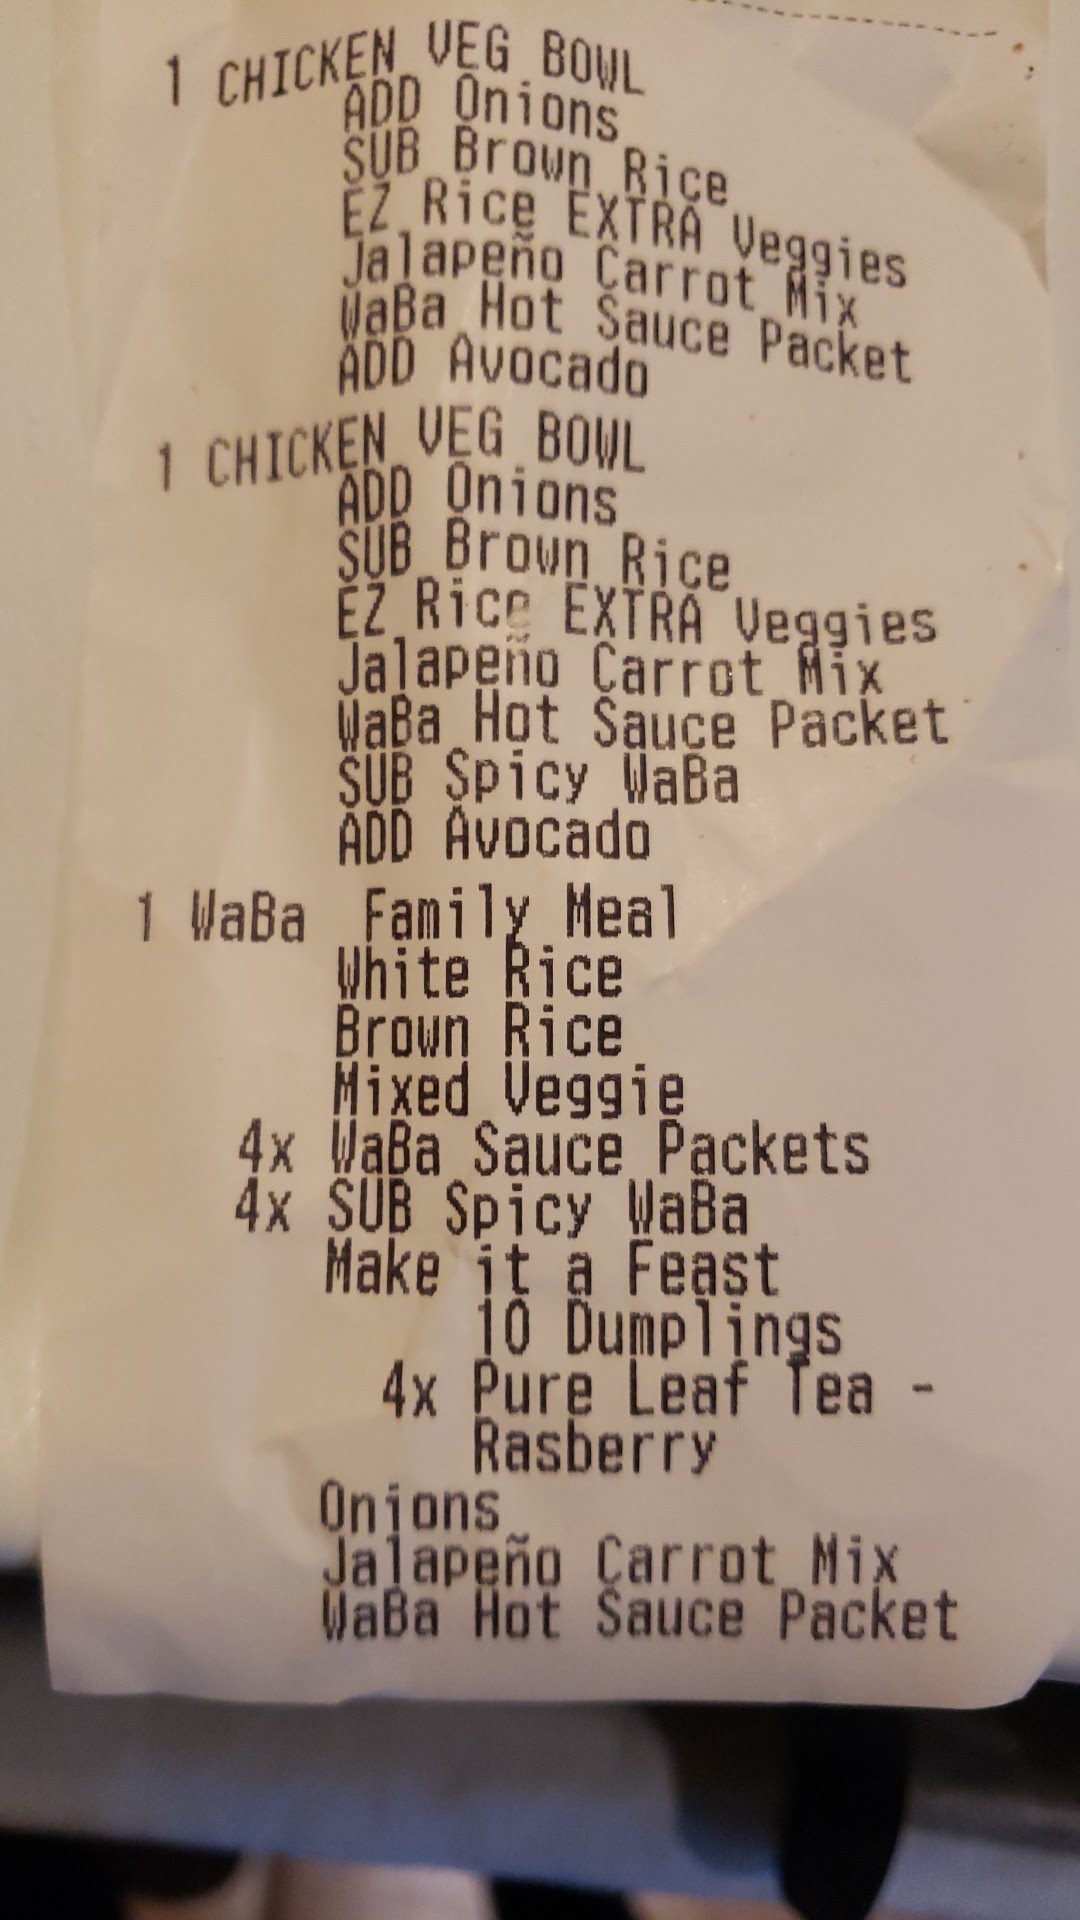 1 CHICKEN VEG BOWL
ADD Onions
SUB Brown Rice
EZ Rice EXTRA Veggies
Jalapeño Carrot Mix
WaBa Hot Sauce Packet
ADD Avocado
1 CHICKEN VEG BOWL
ADD Onions
SUB Brown Rice
EZ Rice EXTRA Veggies
Jalapeño Carrot Mix
WaBa Hot Sauce Packet
SUB Spicy WaBa
ADD Avocado
1 WaBa Family Meal
White Rice
Brown Rice
Mixed Veggie
4x WaBa Sauce Packets
4x SUB Spicy WaBa
Make it a Feast
10 Dumplings
4x Pure Leaf Tea -
Rasberry
Onions
Jalapeño Carrot Mix
WaBa Hot Sauce Packet